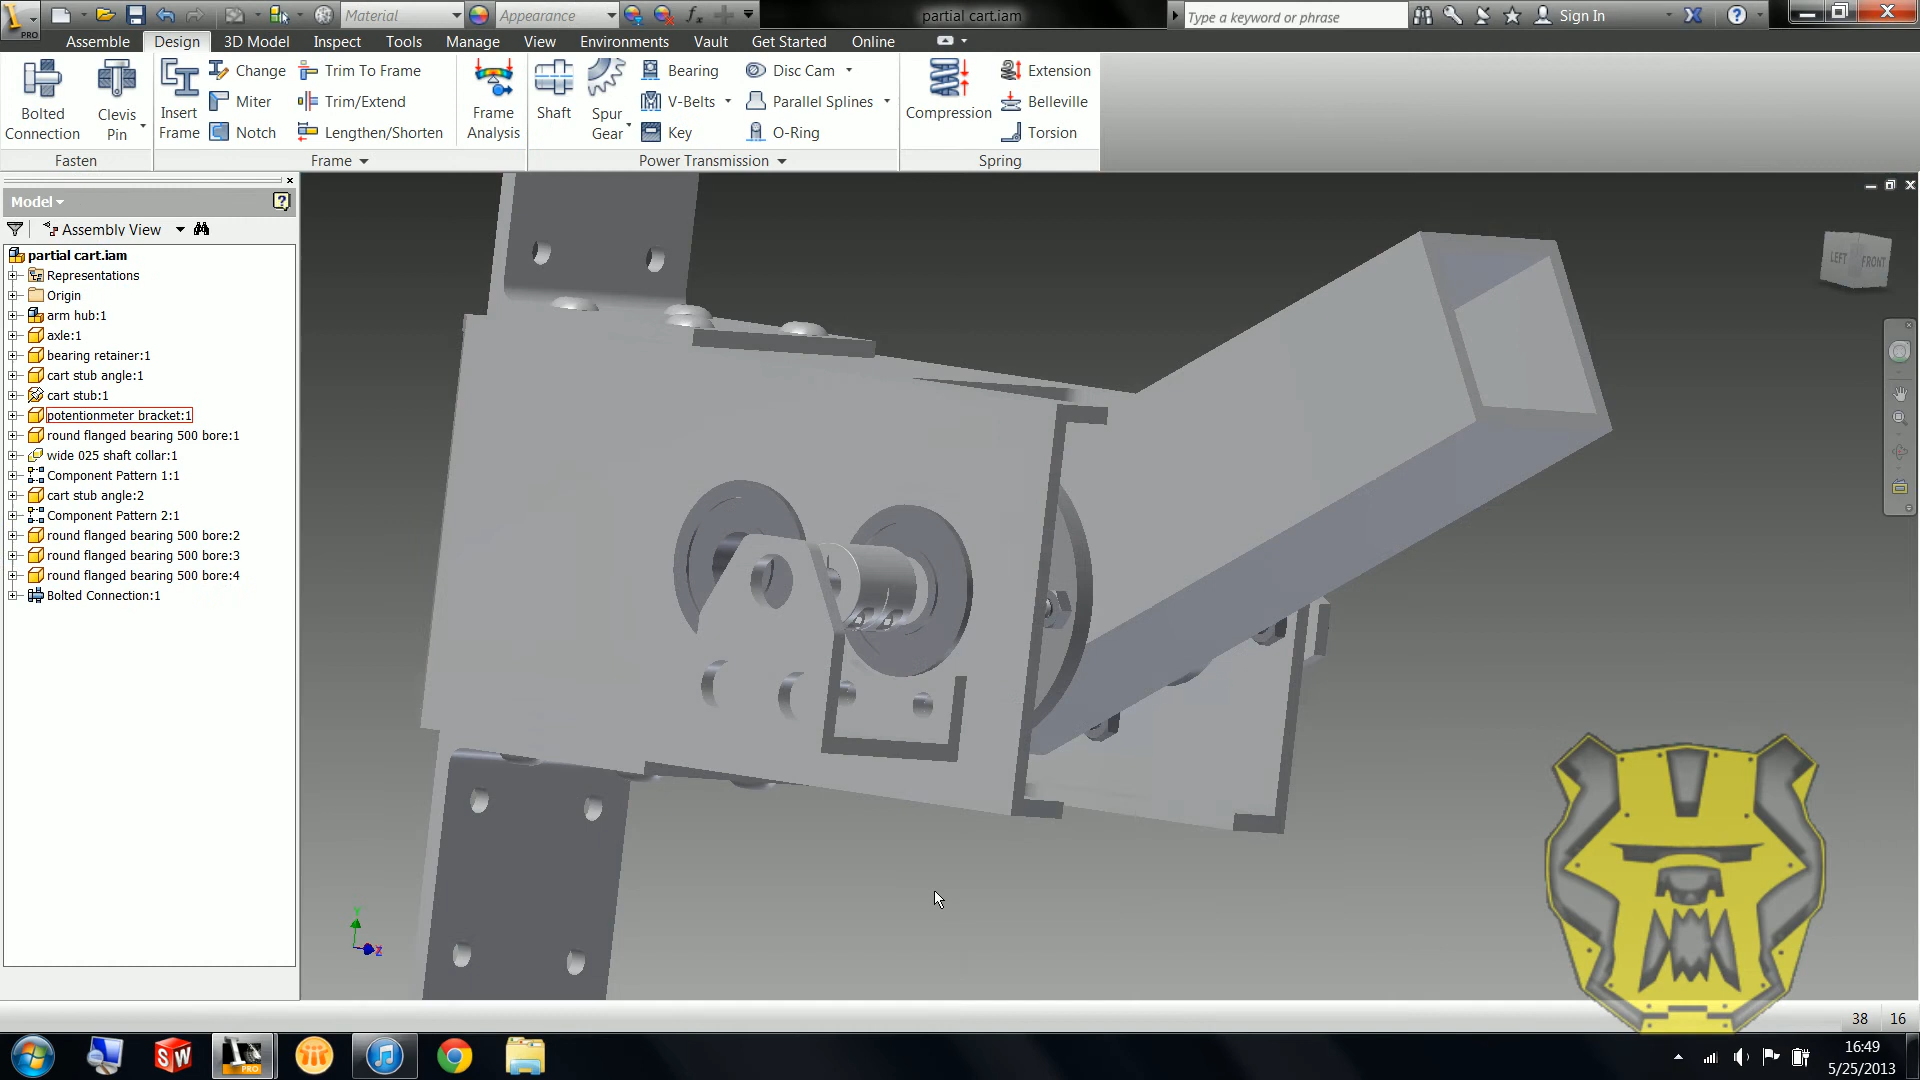 PRO
Material
Appearance
fx
partial cart.iam
Type a keyword or phrase
Sign In
Assemble Design 3D Model Inspect Tools Manage View Environments Vault Get Started Online
Bolted Connection
Clevis Pin
Fasten
Insert Frame
Change
Miter
Notch
Trim To Frame
Trim/Extend
Lengthen/Shorten
Frame Analysis
Frame
Shaft
Spur Gear
Bearing
V-Belts
Key
Disc Cam
Parallel Splines
O-Ring
Power Transmission
Compression
Extension
Belleville
Torsion
Spring
Model
Assembly View
partial cart.iam
Representations
Origin
arm hub:1
axle:1
bearing retainer:1
cart stub angle:1
cart stub:1
potentionmeter bracket:1
round flanged bearing 500 bore:1
wide 025 shaft collar:1
Component Pattern 1:1
cart stub angle:2
Component Pattern 2:1
round flanged bearing 500 bore:2
round flanged bearing 500 bore:3
round flanged bearing 500 bore:4
Bolted Connection:1
LEFT
FRONT
Y
Z
38 16
SW
PRO
16:49
5/25/2013